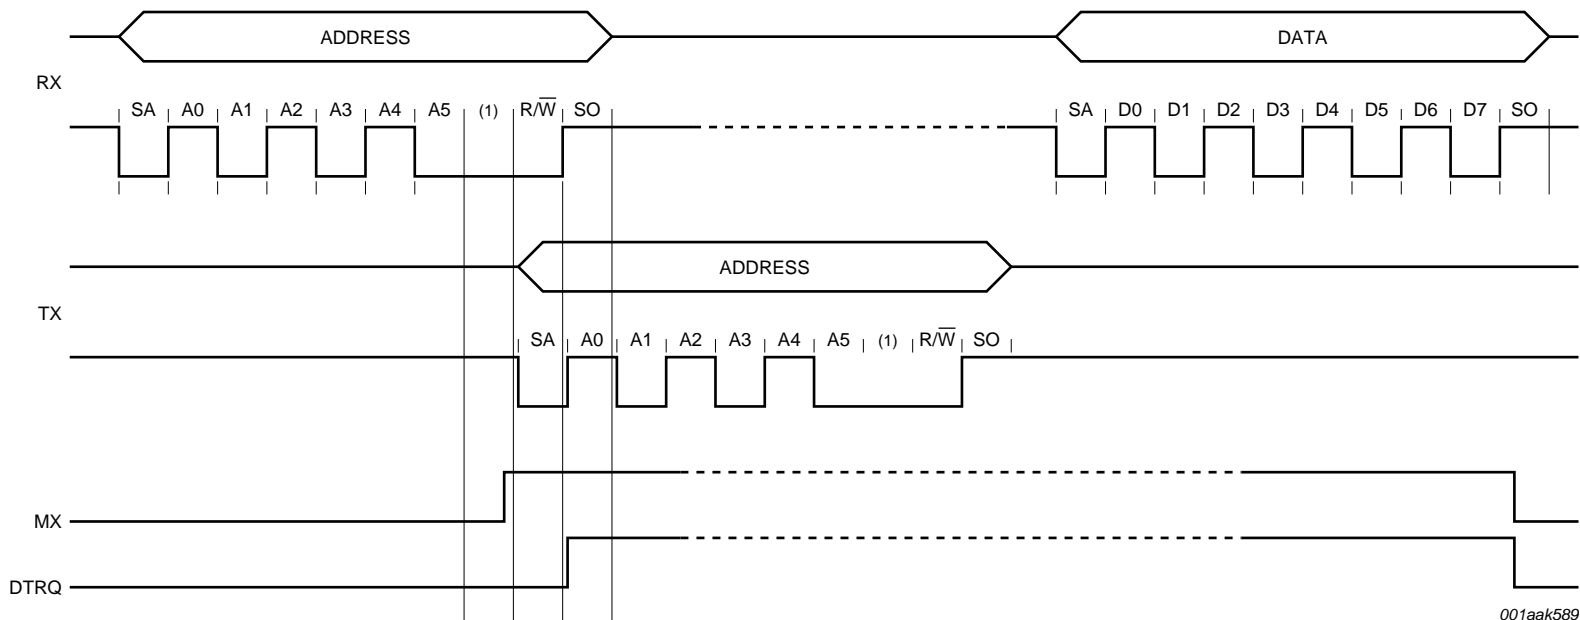 ADDRESS DATA
RX
SA A0 A1 A2 A3 A4 A5 (1) R/W̅ SO SA D0 D1 D2 D3 D4 D5 D6 D7 SO
ADDRESS
TX
SA A0 A1 A2 A3 A4 A5 (1) R/W̅ SO
MX
DTRQ
001aak589